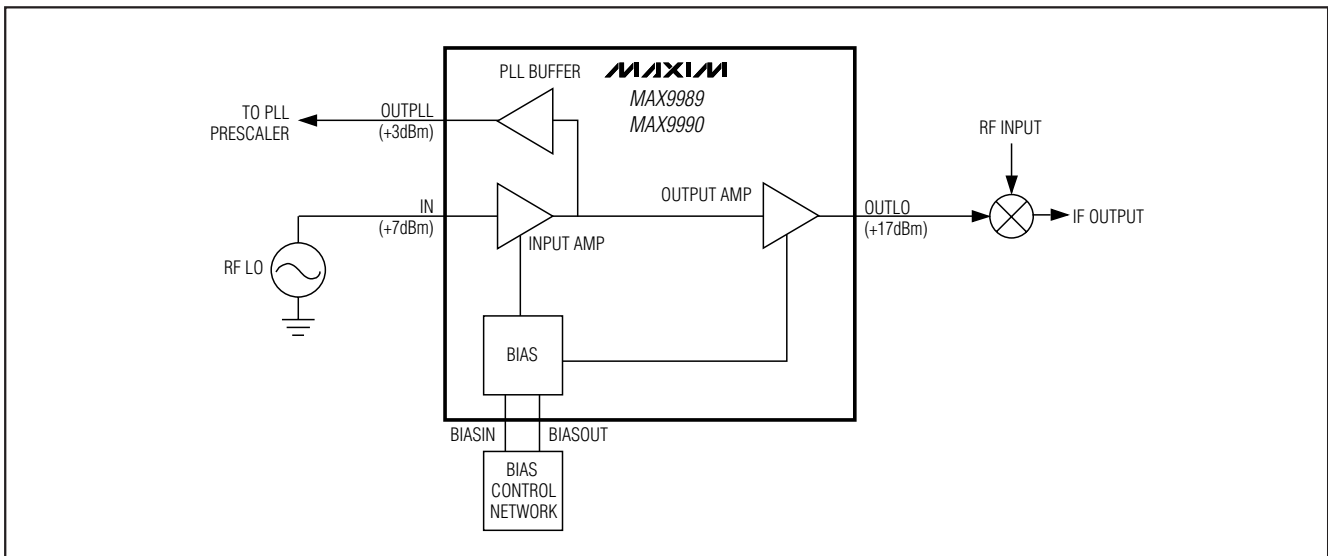 PLL BUFFER
MAXIM
MAX9989
MAX9990
TO PLL
PRESCALER
OUTPLL
(+3dBm)
RF INPUT
OUTPUT AMP
IN
(+7dBm)
INPUT AMP
OUTLO
(+17dBm)
IF OUTPUT
RF LO
BIAS
BIASIN
BIASOUT
BIAS
CONTROL
NETWORK